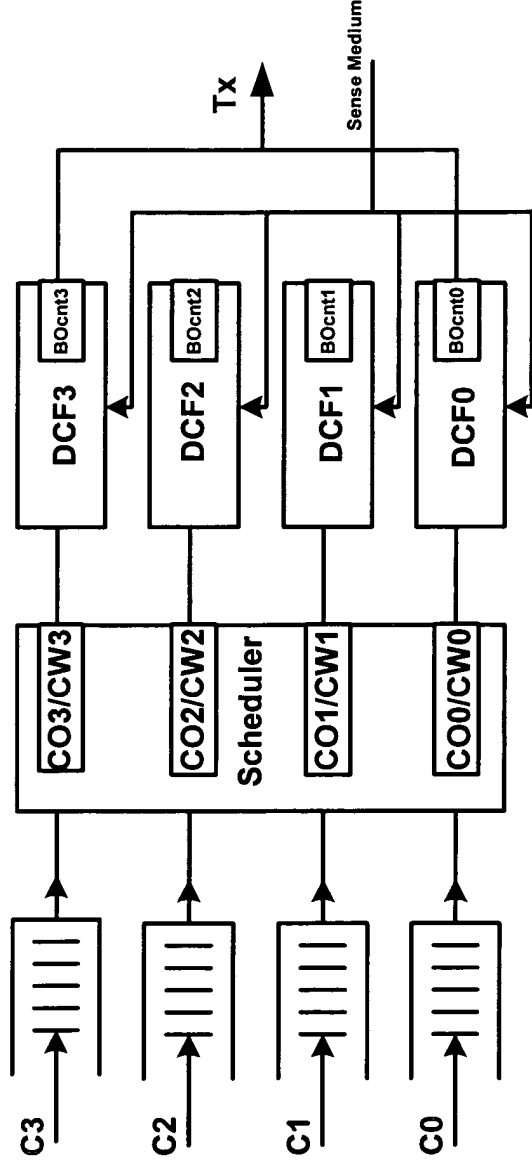 C3
C2
C1
C0
CO3/CW3
CO2/CW2
Scheduler
CO1/CW1
CO0/CW0
DCF3
BOcnt3
DCF2
BOcnt2
DCF1
BOcnt1
DCF0
BOcnt0
Tx
Sense Medium